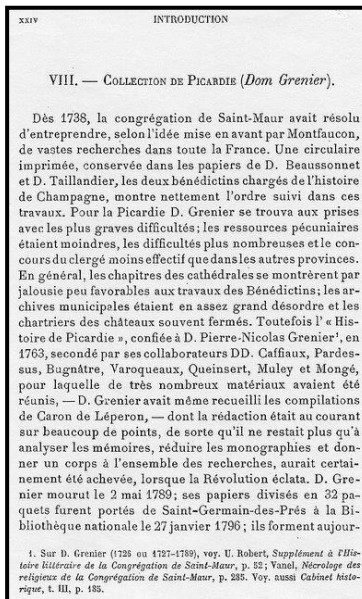 XXIV INTRODUCTION
VIII. — COLLECTION DE PICARDIE (Dom Grenier).
Dès 1738, la congrégation de Saint-Maur avait résolu
d'entreprendre, selon l'idée mise en avant par Montfaucon,
de vastes recherches dans toute la France. Une circulaire
imprimée, conservée dans les papiers de D. Beaussonnet
et D. Taillandier, les deux bénédictins chargés de l'histoire
de Champagne, montre nettement l'ordre suivi dans ces
travaux. Pour la Picardie D. Grenier se trouva aux prises
avec les plus graves difficultés ; les ressources pécuniaires
étaient moindres, les difficultés plus nombreuses et le con-
cours du clergé moins effectif que dans les autres provinces.
En général, les chapitres des cathédrales se montrèrent par
jalousie peu favorables aux travaux des Bénédictins ; les ar-
chives municipales étaient en assez grand désordre et les
chartriers des châteaux souvent fermés. Toutefois l' « His-
toire de Picardie », confiée à D. Pierre-Nicolas Grenier¹, en
1763, secondé par ses collaborateurs DD. Caffiaux, Pardes-
sus, Bugnâtre, Varoqueaux, Queinsert, Muley et Mongé,
pour laquelle de très nombreux matériaux avaient été
réunis, — D. Grenier avait même recueilli les compilations
de Caron de Léperon, — dont la rédaction était au courant
sur beaucoup de points, de sorte qu'il ne restait plus qu'à
analyser les mémoires, réduire les monographies et don-
ner un corps à l'ensemble des recherches, aurait certai-
nement été achevée, lorsque la Révolution éclata. D. Gre-
nier mourut le 2 mai 1789 ; ses papiers divisés en 32 pa-
quets furent portés de Saint-Germain-des-Prés à la Bi-
bliothèque nationale le 27 janvier 1796 ; ils forment aujour-
1. Sur D. Grenier (1725 ou 1727-1789), voy. U. Robert, Supplément à l'His-
toire littéraire de la Congrégation de Saint-Maur, p. 52 ; Vanel, Nécrologe des
religieux de la Congrégation de Saint-Maur, p. 285. Voy. aussi Cabinet histo-
rique, t. III, p. 185.